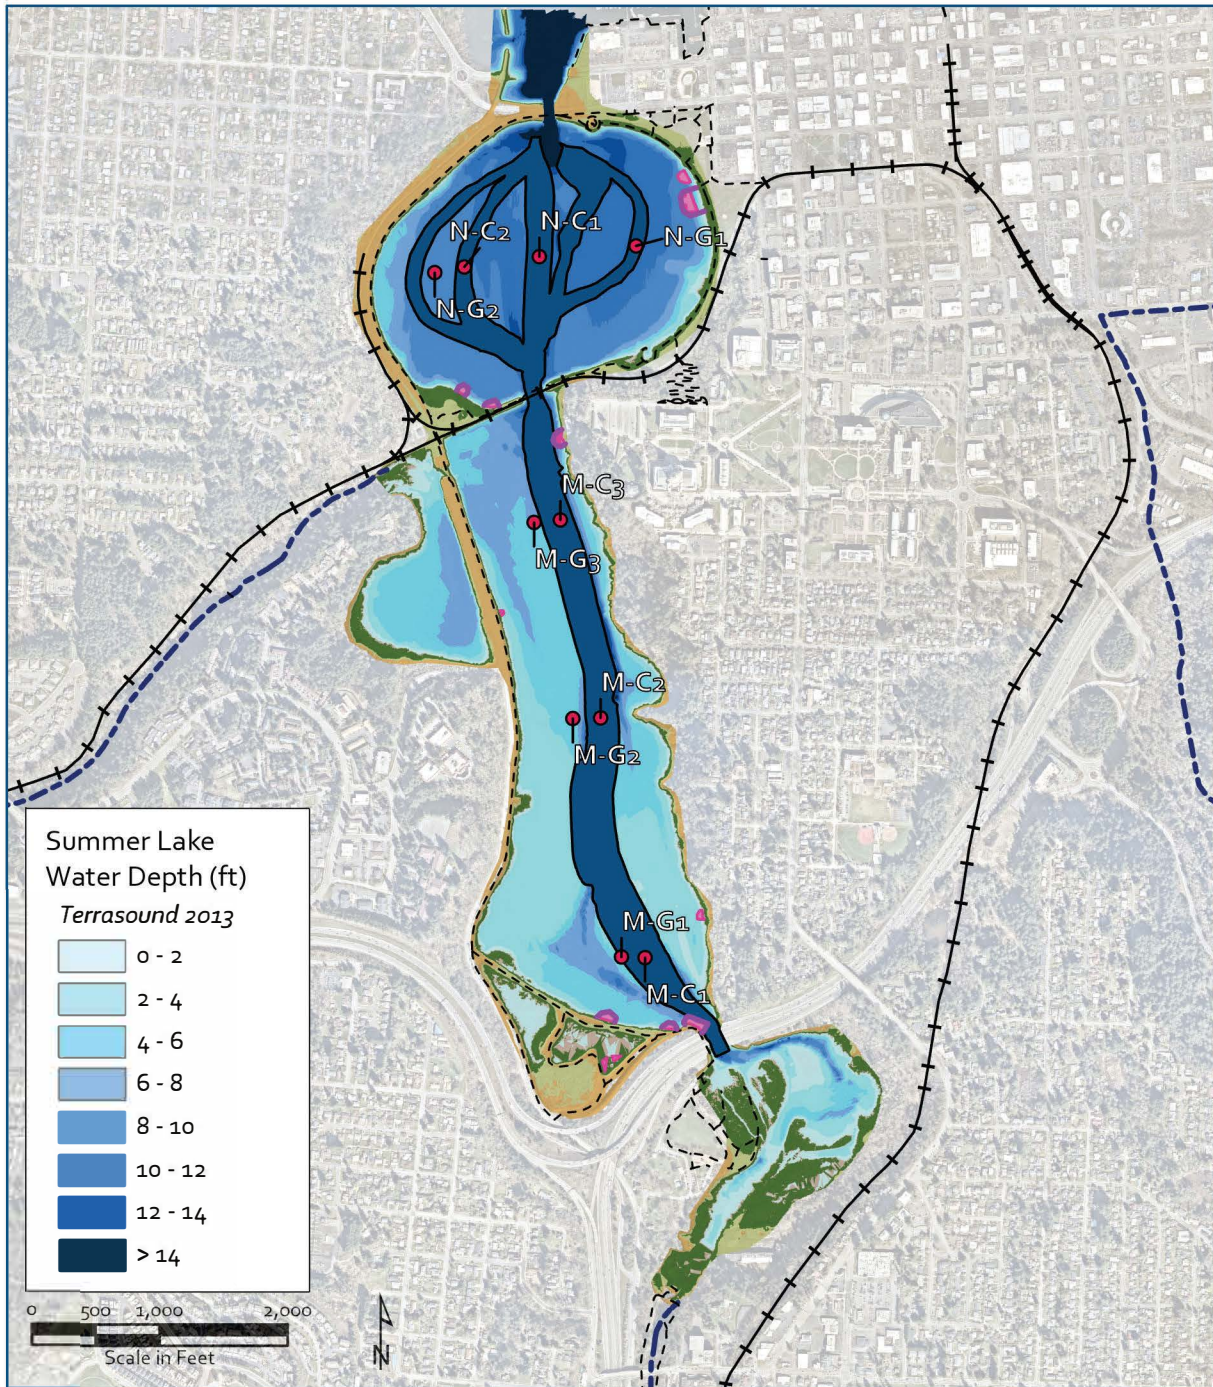 N-C2
N-C1
N-G1
N-G2
M-C3
M-G3
M-C2
M-G2
M-G1
M-C1
Summer Lake
Water Depth (ft)
Terrasound 2013
0 - 2
2 - 4
4 - 6
6 - 8
8 - 10
10 - 12
12 - 14
> 14
0 500 1,000 2,000
Scale in Feet
N